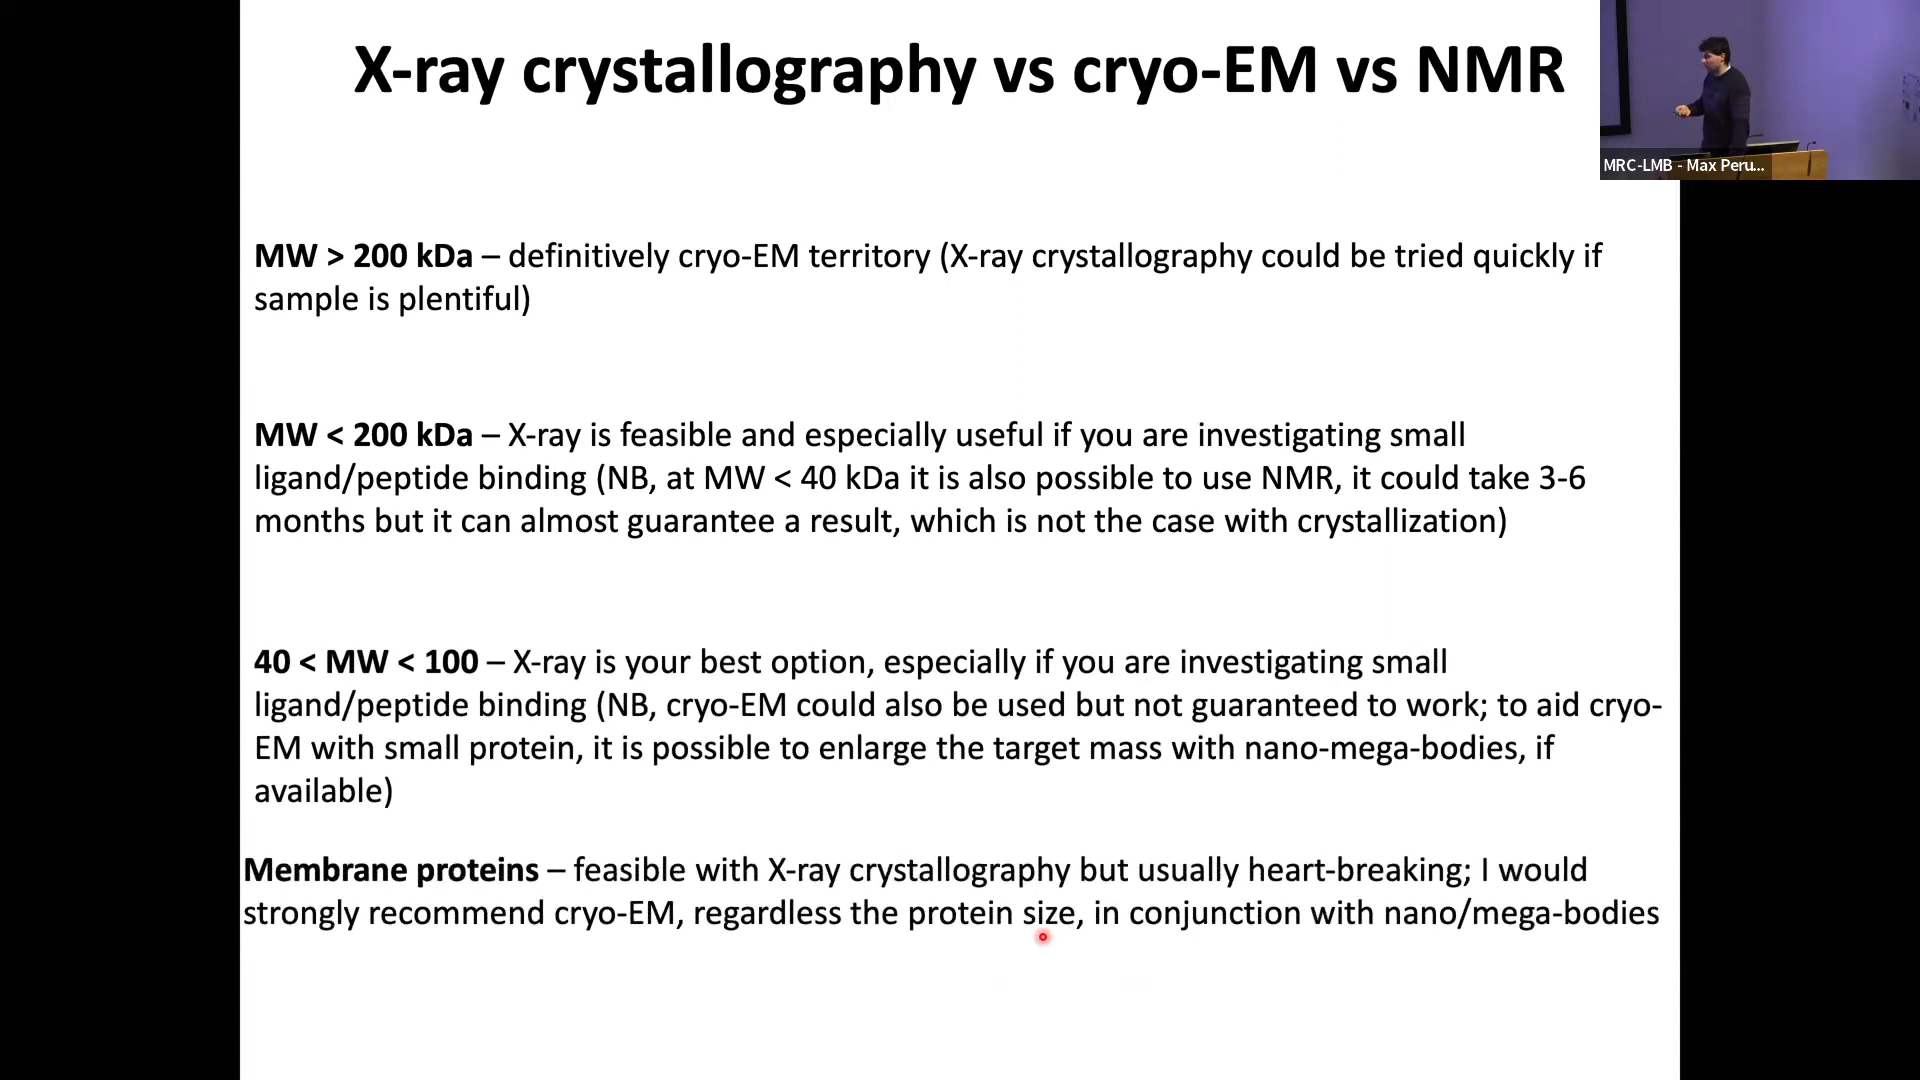 X-ray crystallography vs cryo-EM vs NMR
MRC-LMB - Max Peru...
MW > 200 kDa – definitively cryo-EM territory (X-ray crystallography could be tried quickly if
sample is plentiful)
MW < 200 kDa – X-ray is feasible and especially useful if you are investigating small
ligand/peptide binding (NB, at MW < 40 kDa it is also possible to use NMR, it could take 3-6
months but it can almost guarantee a result, which is not the case with crystallization)
40 < MW < 100 – X-ray is your best option, especially if you are investigating small
ligand/peptide binding (NB, cryo-EM could also be used but not guaranteed to work; to aid cryo-
EM with small protein, it is possible to enlarge the target mass with nano-mega-bodies, if
available)
Membrane proteins – feasible with X-ray crystallography but usually heart-breaking; I would
strongly recommend cryo-EM, regardless the protein size, in conjunction with nano/mega-bodies